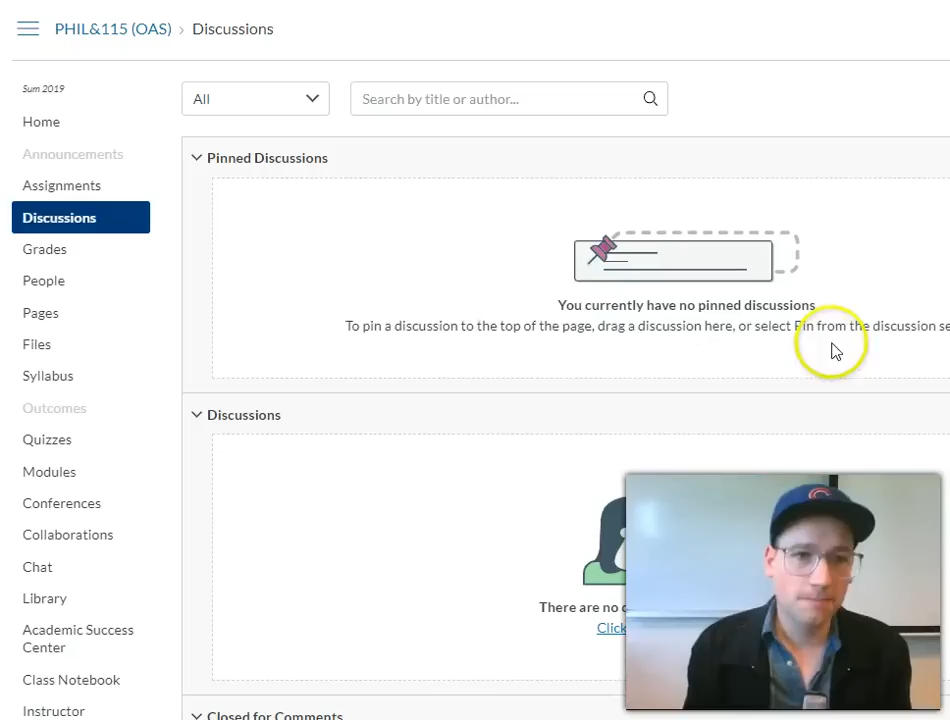 PHIL&115 (OAS) › Discussions
Sum 2019
All
Search by title or author...
Home
Announcements
Assignments
Discussions
Grades
People
Pages
Files
Syllabus
Outcomes
Quizzes
Modules
Conferences
Collaborations
Chat
Library
Academic Success
Center
Class Notebook
Instructor
Pinned Discussions
You currently have no pinned discussions
To pin a discussion to the top of the page, drag a discussion here, or select Pin from the discussion
Discussions
There are no
Click
Closed for Comments